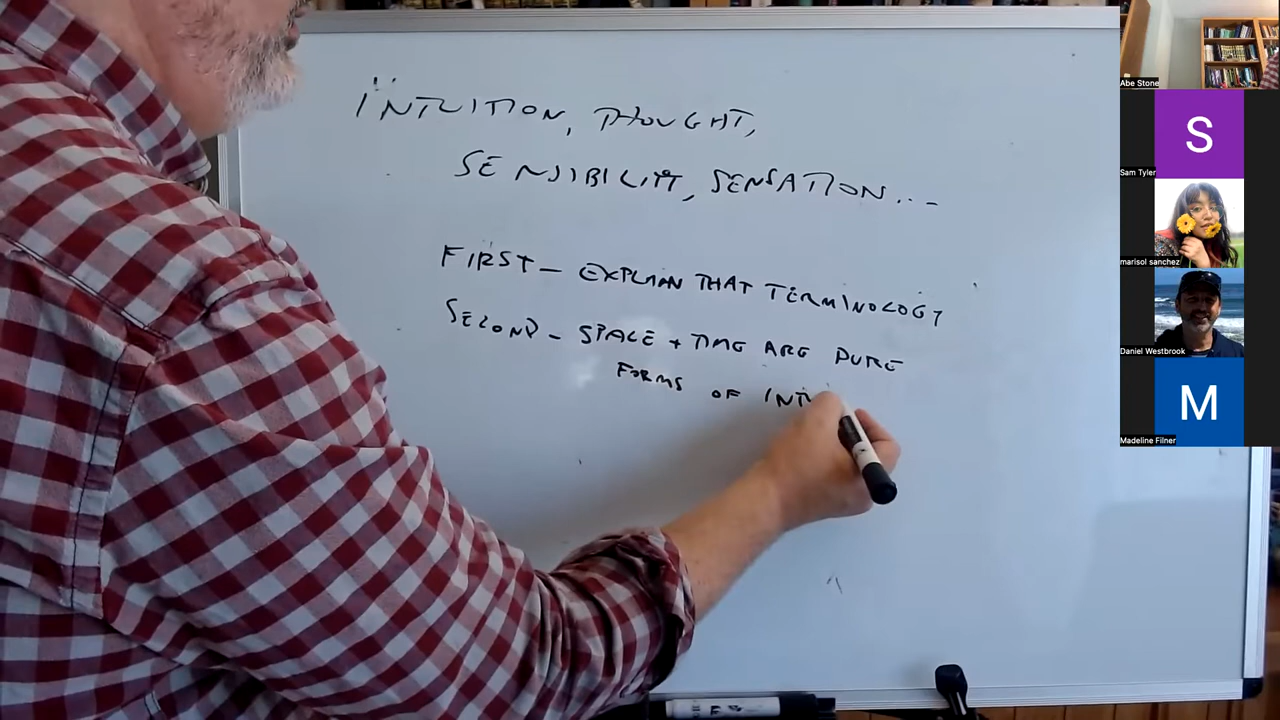 INTUITION, THOUGHT,
SENSIBILITY, SENSATION...
FIRST — EXPLAIN THAT TERMINOLOGY
SECOND — SPACE + TIME ARE PURE
FORMS OF INT
Abe Stone
S
Sam Tyler
marisol sanchez
Daniel Westbrook
M
Madeline Filner